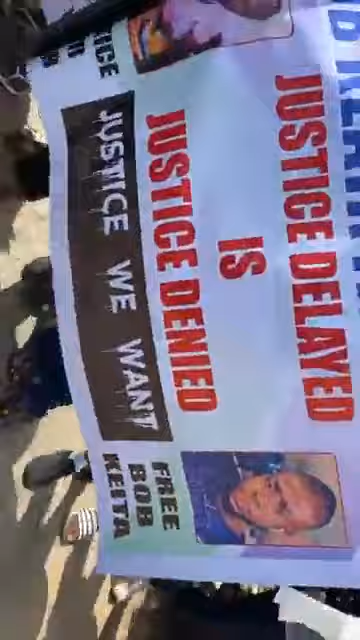 JUSTICE DELAYED
IS
JUSTICE DENIED
JUSTICE WE WANT
FREE
BOB
KEITA